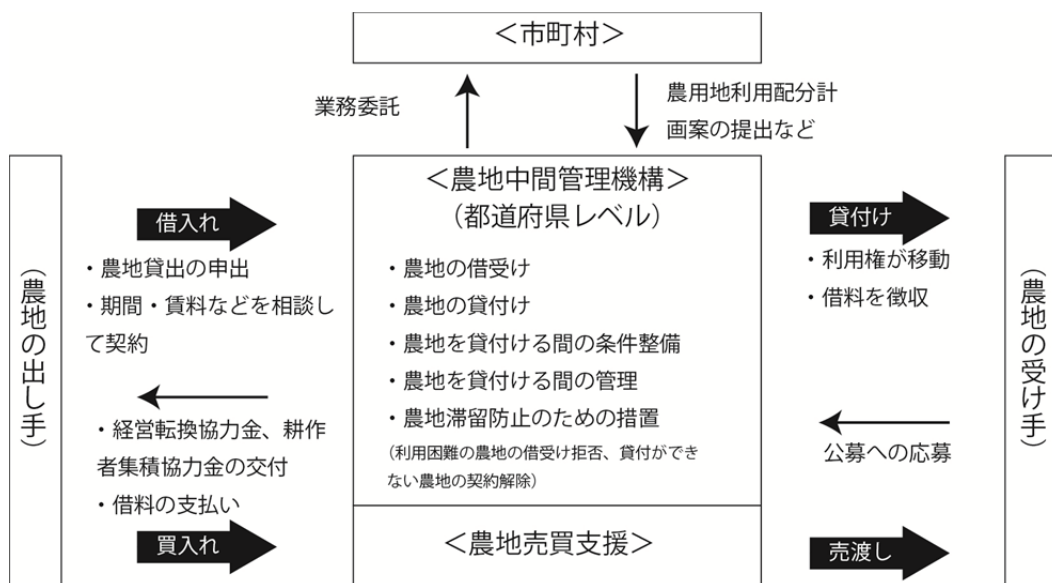 <市町村>
業務委託
農用地利用配分計
画案の提出など
(農地の出し手)
借入れ
・農地貸出の申出
・期間・賃料などを相談し
て契約
・経営転換協力金、耕作
者集積協力金の交付
・借料の支払い
買入れ
<農地中間管理機構>
(都道府県レベル)
・農地の借受け
・農地の貸付け
・農地を貸付ける間の条件整備
・農地を貸付ける間の管理
・農地滞留防止のための措置
(利用困難の農地の借受け拒否、貸付ができ
ない農地の契約解除)
<農地売買支援>
貸付け
・利用権が移動
・借料を徴収
公募への応募
売渡し
(農地の受け手)